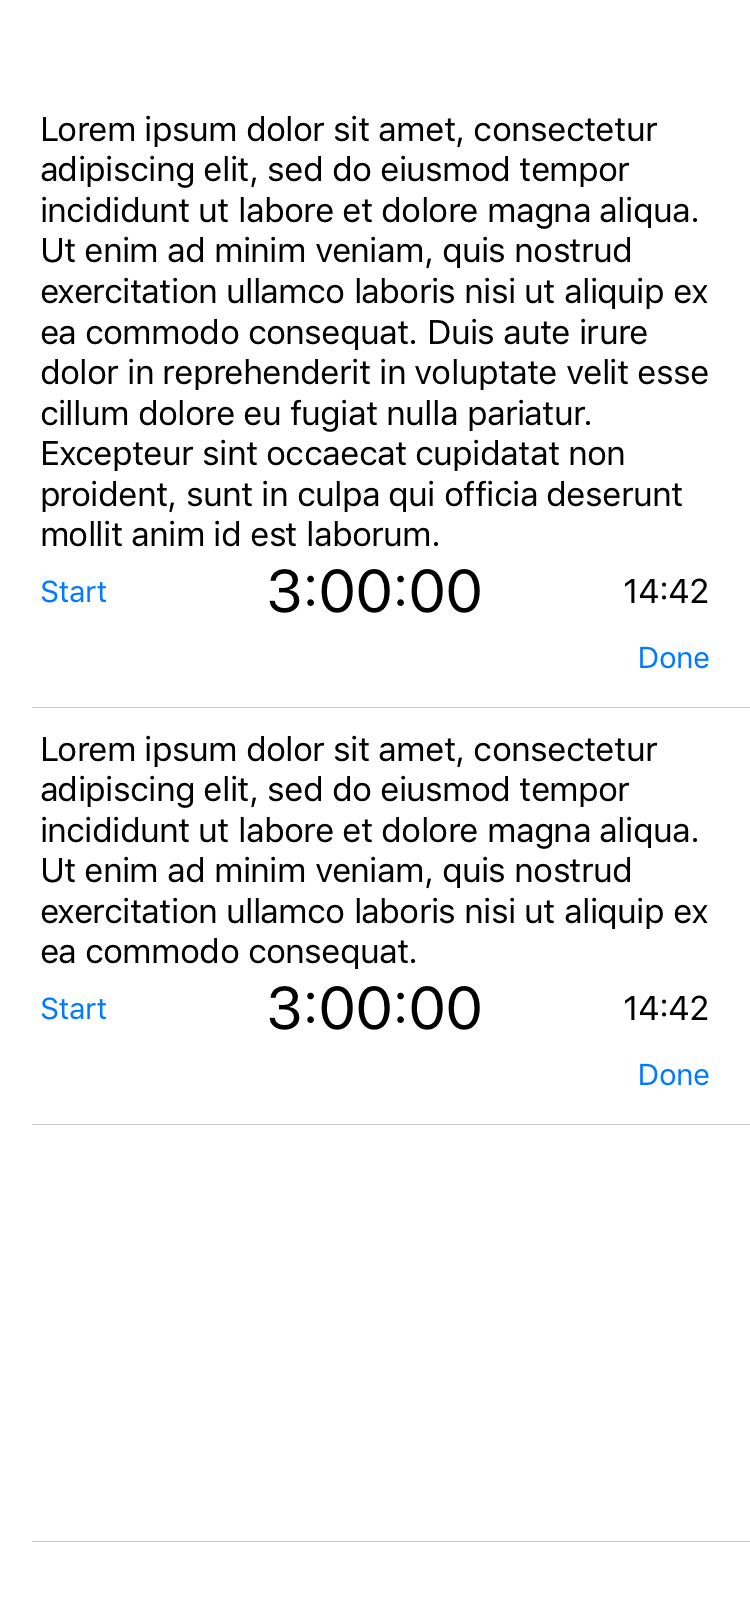 Lorem ipsum dolor sit amet, consectetur
adipiscing elit, sed do eiusmod tempor
incididunt ut labore et dolore magna aliqua.
Ut enim ad minim veniam, quis nostrud
exercitation ullamco laboris nisi ut aliquip ex
ea commodo consequat. Duis aute irure
dolor in reprehenderit in voluptate velit esse
cillum dolore eu fugiat nulla pariatur.
Excepteur sint occaecat cupidatat non
proident, sunt in culpa qui officia deserunt
mollit anim id est laborum.
Start 3:00:00 14:42
Done
Lorem ipsum dolor sit amet, consectetur
adipiscing elit, sed do eiusmod tempor
incididunt ut labore et dolore magna aliqua.
Ut enim ad minim veniam, quis nostrud
exercitation ullamco laboris nisi ut aliquip ex
ea commodo consequat.
Start 3:00:00 14:42
Done